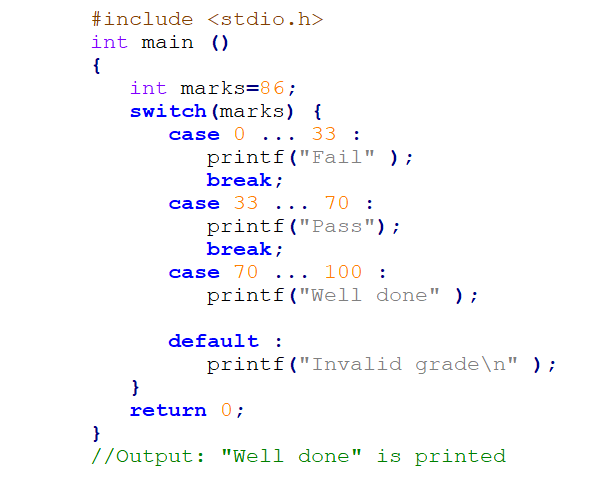 #include <stdio.h>
int main ()
{
int marks=86;
switch(marks) {
case 0 ... 33 :
printf("Fail" );
break;
case 33 ... 70 :
printf("Pass");
break;
case 70 ... 100 :
printf("Well done" );
default :
printf("Invalid grade\n" );
}
return 0;
}
//Output: "Well done" is printed